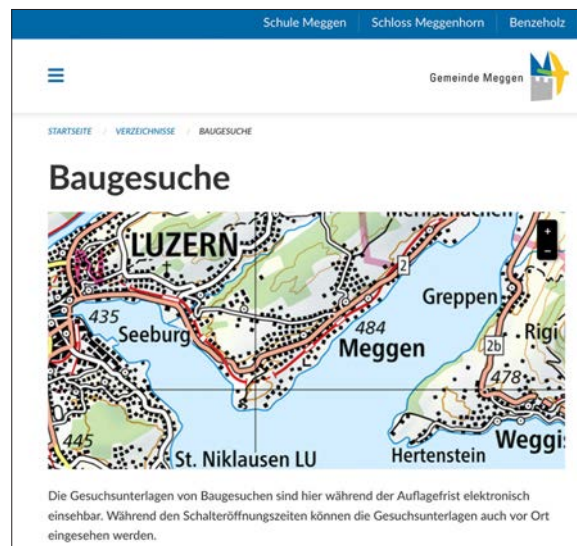 Schule Meggen Schloss Meggenhorn Benzeholz
Gemeinde Meggen
STARTSEITE / VERZEICHNISSE / BAUGESUCHE
Baugesuche
LUZERN
2
+
−
Greppen
435
Seeburg
484
Meggen
Rigi
2b
478
445
St. Niklausen LU
Hertenstein
Weggi
Die Gesuchsunterlagen von Baugesuchen sind hier während der Auflagefrist elektronisch
einsehbar. Während den Schalteröffnungszeiten können die Gesuchsunterlagen auch vor Ort
eingesehen werden.